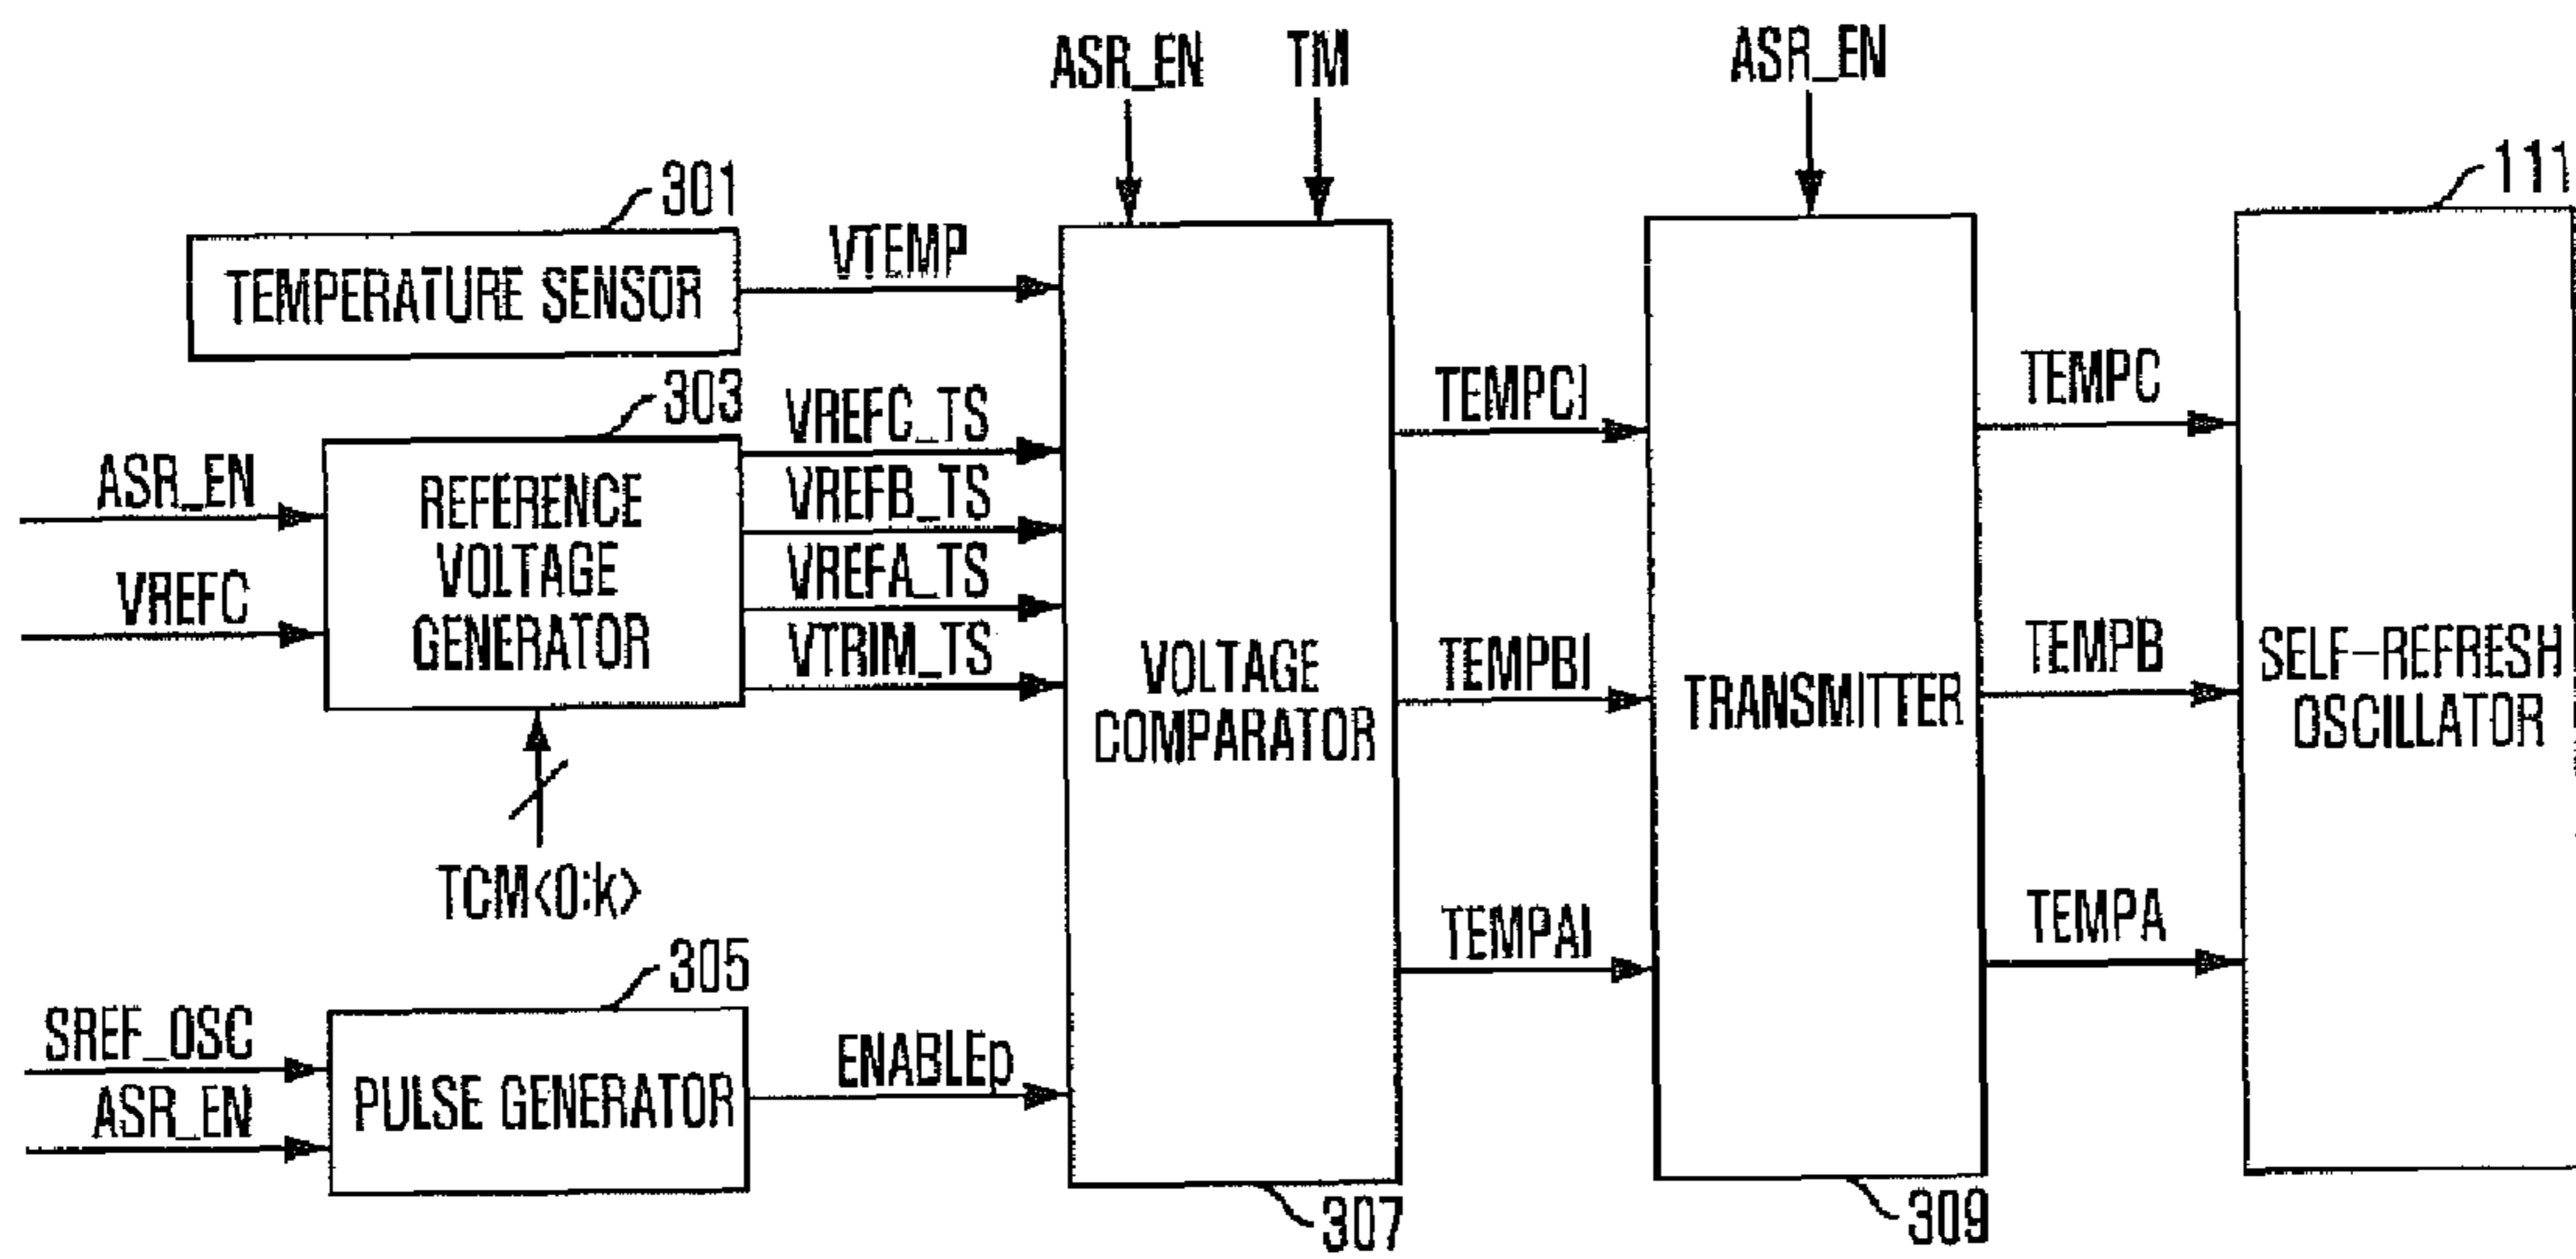 ASR_EN
TM
ASR_EN
301
TEMPERATURE SENSOR
VTEMP
303
ASR_EN
VREFC
REFERENCE
VOLTAGE
GENERATOR
VREFC_TS
VREFB_TS
VREFA_TS
VTRIM_TS
TCM<0:k>
305
SREF_OSC
ASR_EN
PULSE GENERATOR
ENABLEp
VOLTAGE
COMPARATOR
307
TEMPCI
TEMPBI
TEMPAI
TRANSMITTER
309
TEMPC
TEMPB
TEMPA
111
SELF-REFRESH
OSCILLATOR